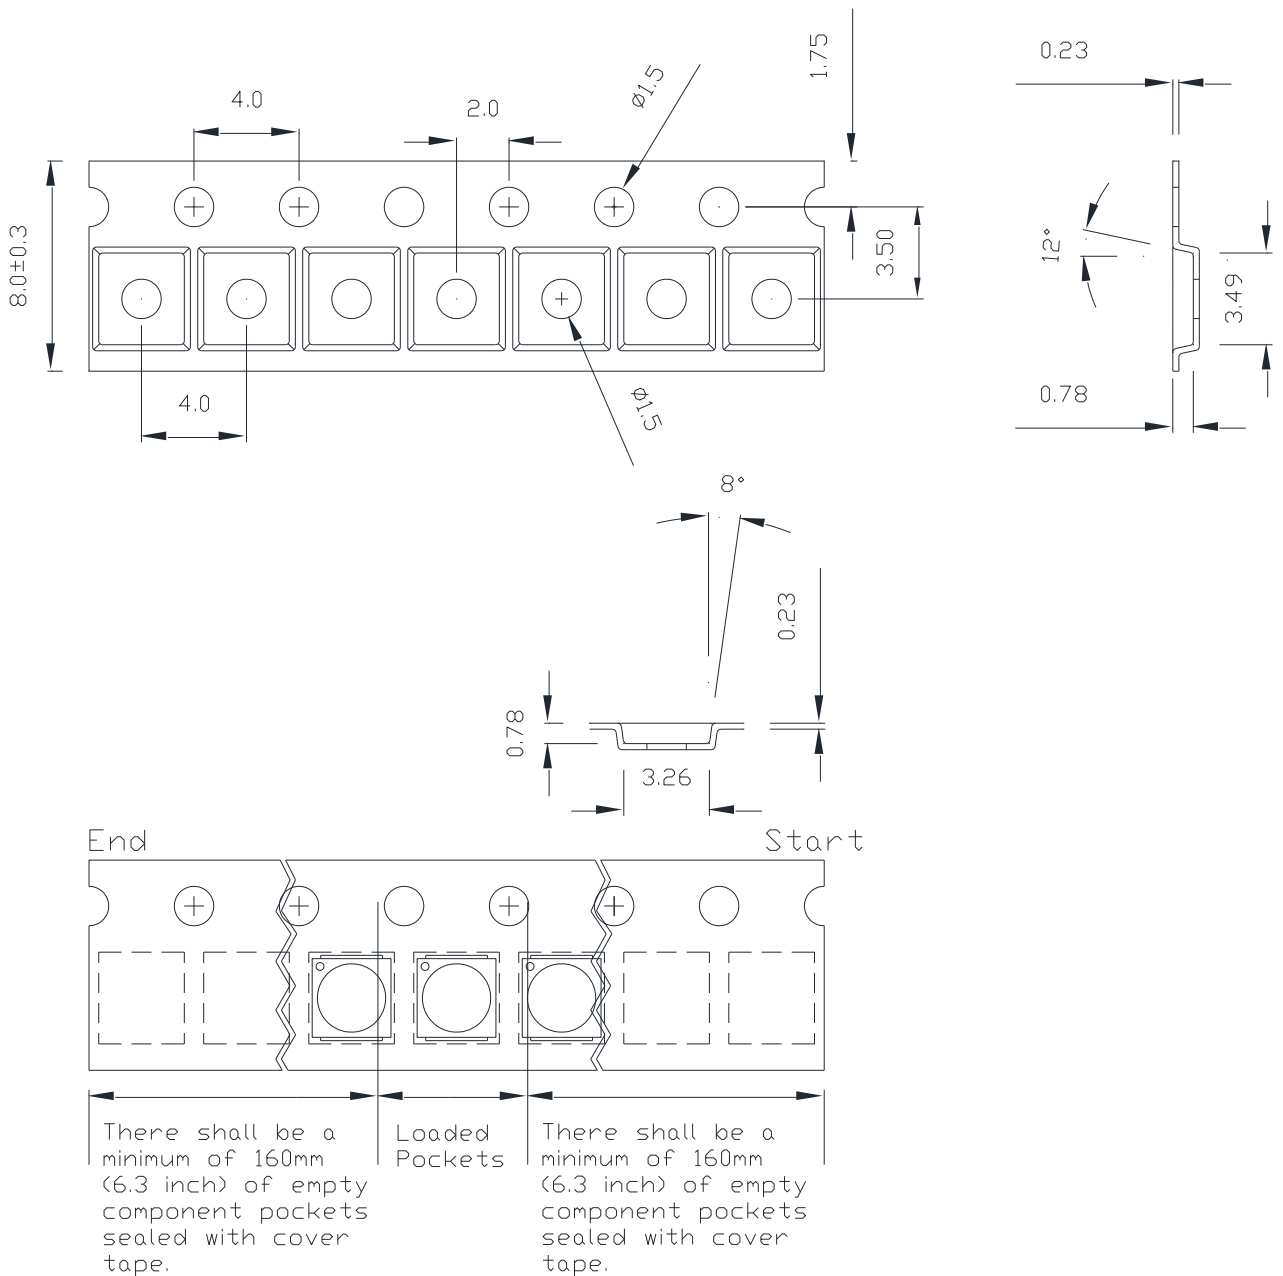 0.23
1.75
Ø1.5
4.0
2.0
8.0±0.3
3.50
12°
3.49
4.0
Ø1.5
0.78
8°
0.23
0.78
3.26
End
Start
There shall be a
minimum of 160mm
(6.3 inch) of empty
component pockets
sealed with cover
tape.
Loaded
Pockets
There shall be a
minimum of 160mm
(6.3 inch) of empty
component pockets
sealed with cover
tape.